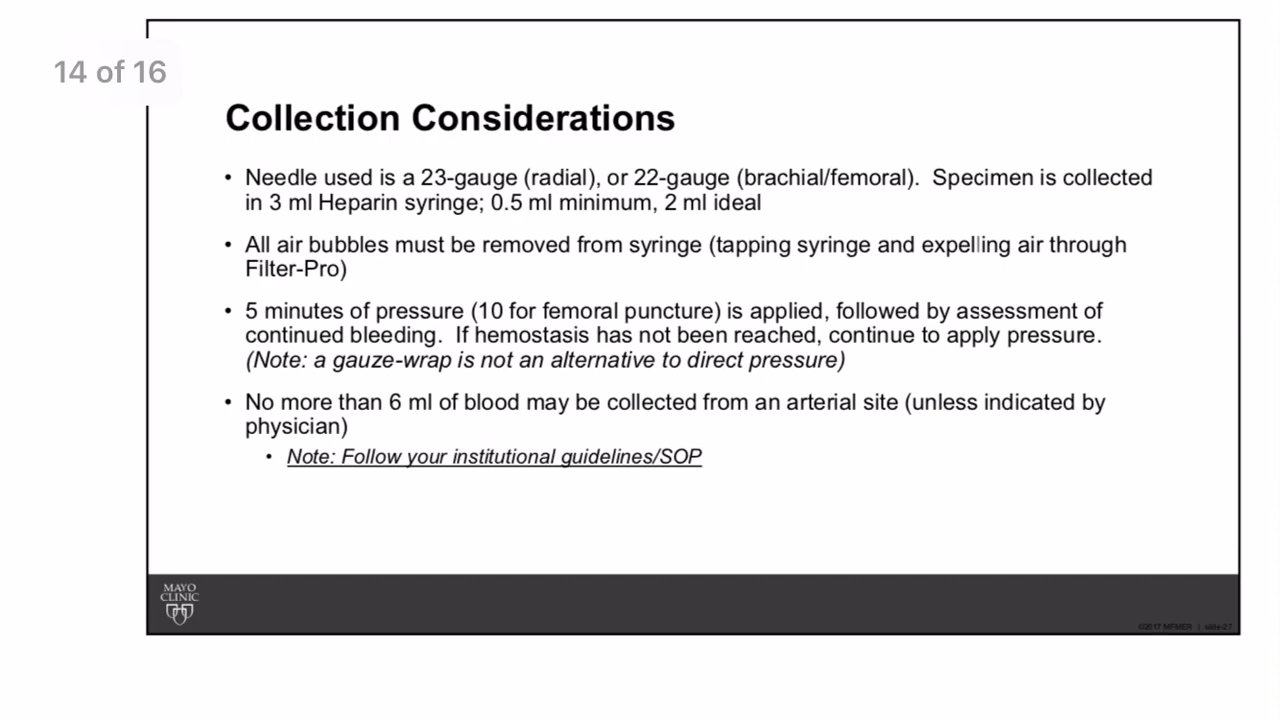 14 of 16
Collection Considerations
• Needle used is a 23-gauge (radial), or 22-gauge (brachial/femoral). Specimen is collected
in 3 ml Heparin syringe; 0.5 ml minimum, 2 ml ideal
• All air bubbles must be removed from syringe (tapping syringe and expelling air through
Filter-Pro)
• 5 minutes of pressure (10 for femoral puncture) is applied, followed by assessment of
continued bleeding. If hemostasis has not been reached, continue to apply pressure.
(Note: a gauze-wrap is not an alternative to direct pressure)
• No more than 6 ml of blood may be collected from an arterial site (unless indicated by
physician)
• Note: Follow your institutional guidelines/SOP
MAYO
CLINIC
©2017 MFMER | slide-27